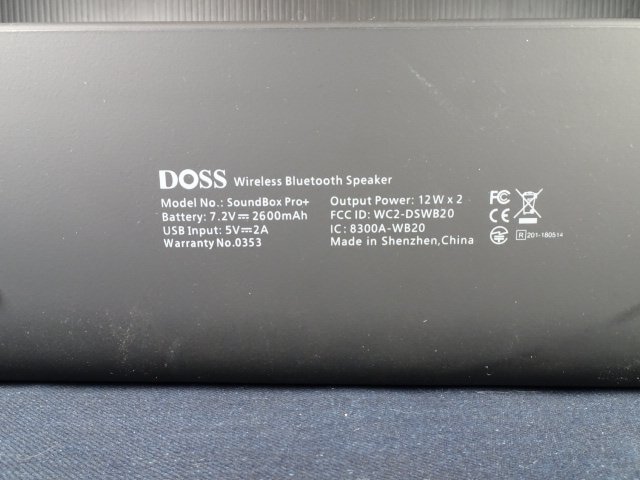 DOSS Wireless Bluetooth Speaker
Model No.: SoundBox Pro+
Battery: 7.2V⎓2600mAh
USB Input: 5V⎓2A
Warranty No.0353
Output Power: 12W x 2
FCC ID: WC2-DSWB20
IC: 8300A-WB20
Made in Shenzhen,China
FC
CE
R 201-180514